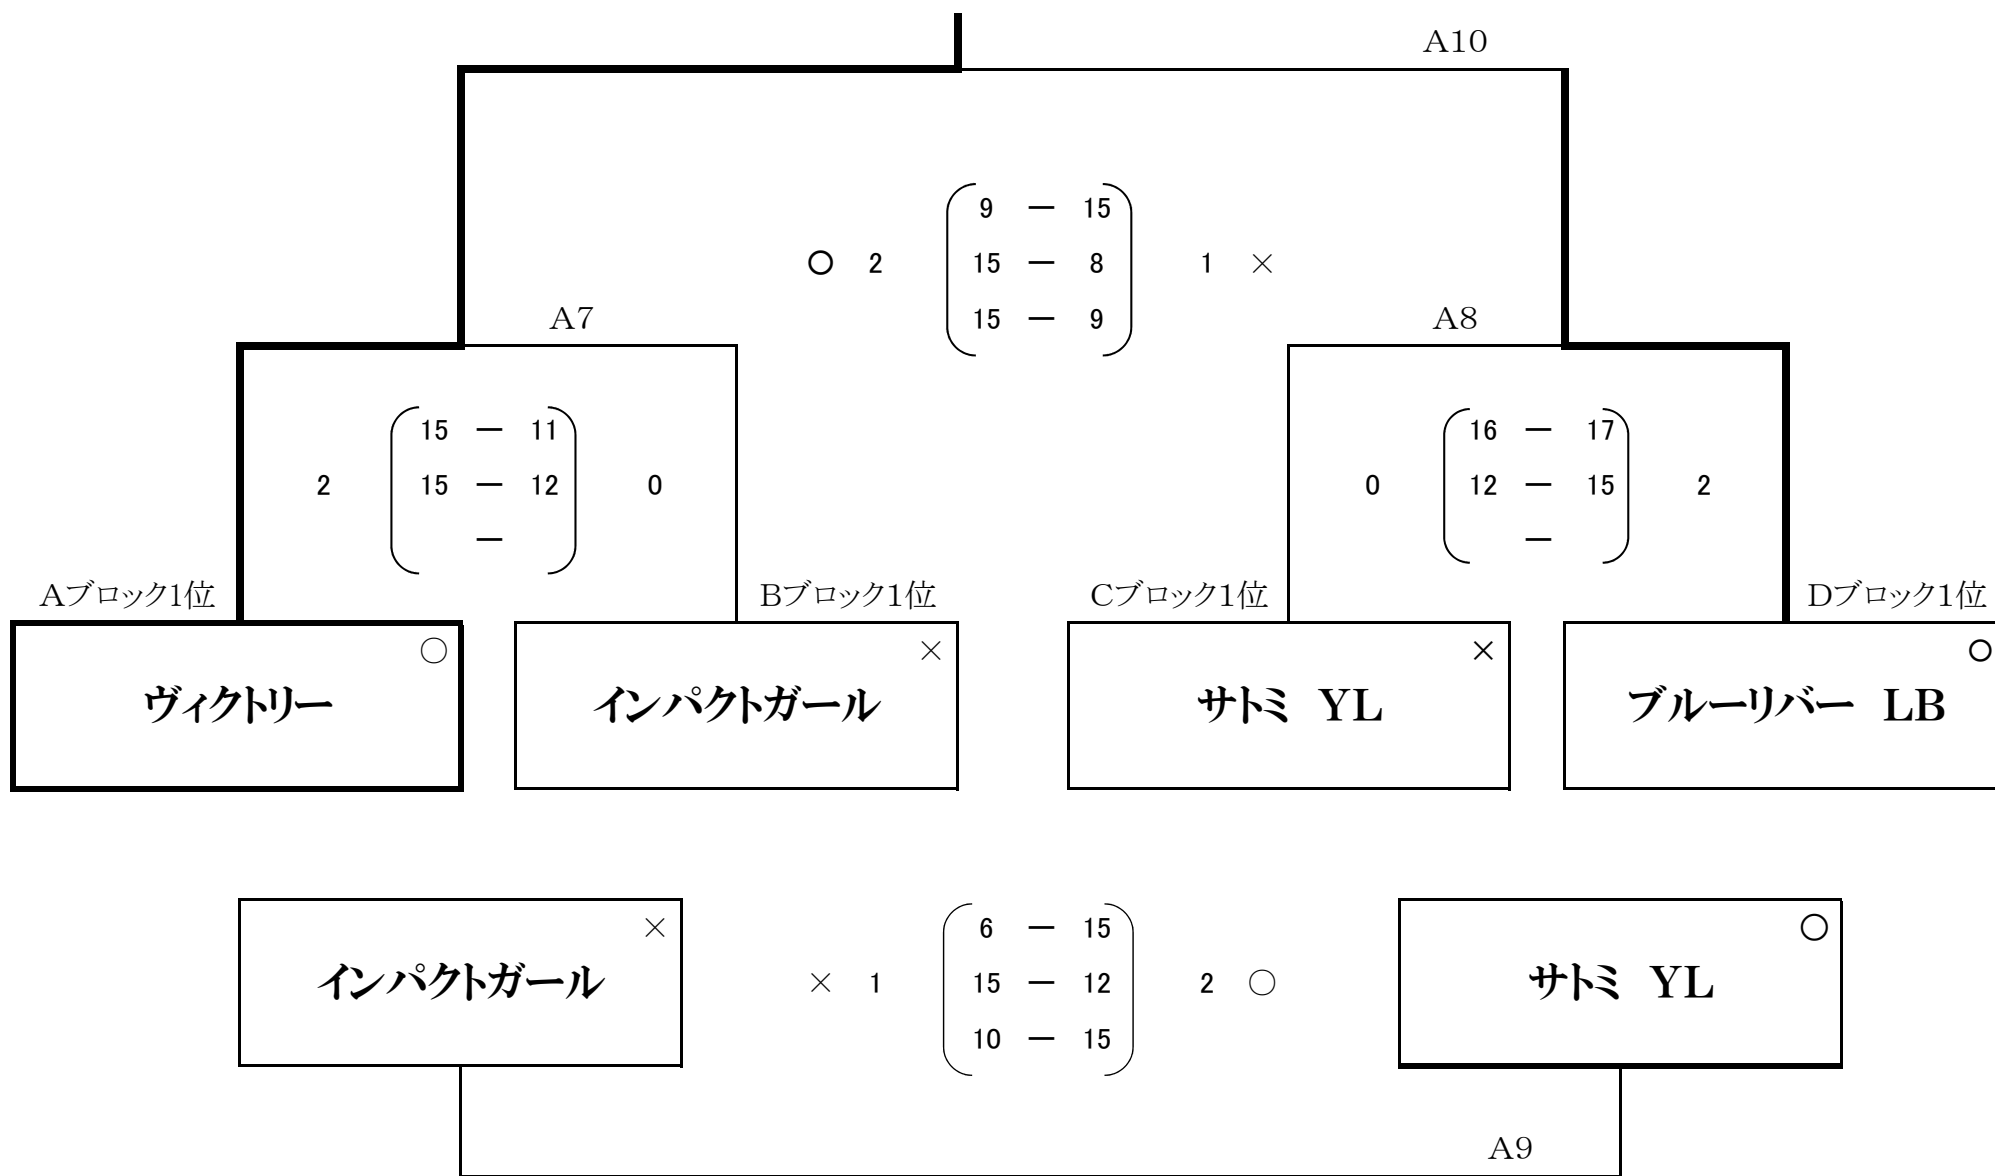 A10
9 ー 15
○ 2 15 ー 8 1 ×
15 ー 9
A7 A8
15 ー 11 16 ー 17
2 15 ー 12 0 0 12 ー 15 2
ー ー
Aブロック1位 Bブロック1位 Cブロック1位 Dブロック1位
○ × × ○
ヴィクトリー インパクトガール サトミ YL ブルーリバー LB
× 6 ー 15 ○
インパクトガール × 1 15 ー 12 2 ○ サトミ YL
10 ー 15
A9